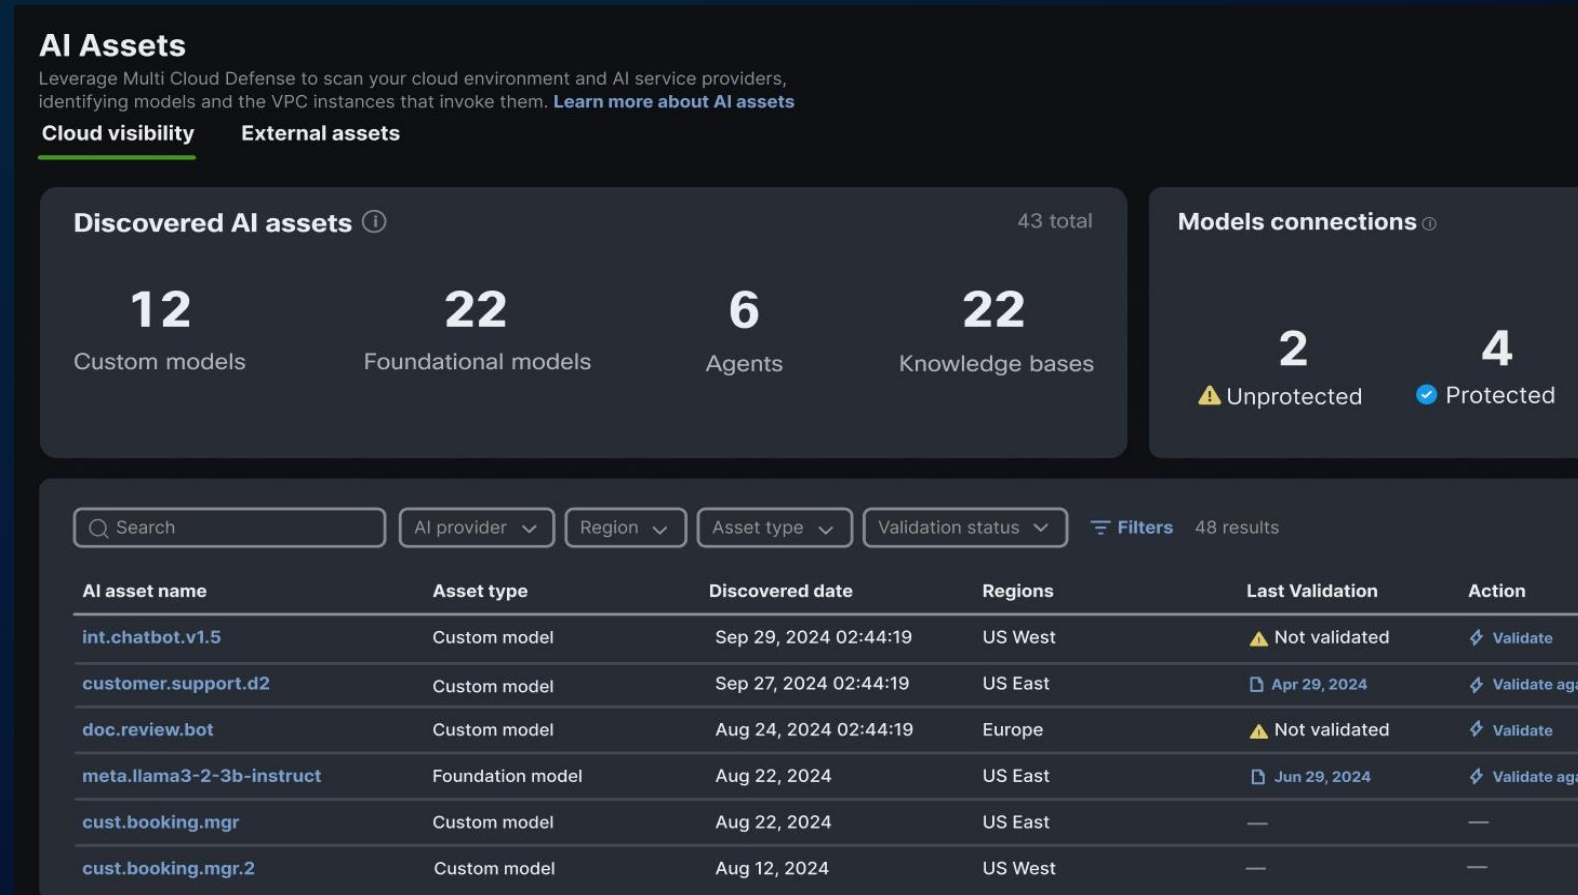 AI Assets
Leverage Multi Cloud Defense to scan your cloud environment and AI service providers,
identifying models and the VPC instances that invoke them. Learn more about AI assets
Cloud visibility External assets
Discovered AI assets 43 total
12 22 6 22
Custom models Foundational models Agents Knowledge bases
Models connections
2 4
Unprotected Protected
Search AI provider Region Asset type Validation status Filters 48 results
AI asset name Asset type Discovered date Regions Last Validation Action
int.chatbot.v1.5 Custom model Sep 29, 2024 02:44:19 US West Not validated Validate
customer.support.d2 Custom model Sep 27, 2024 02:44:19 US East Apr 29, 2024 Validate aga
doc.review.bot Custom model Aug 24, 2024 02:44:19 Europe Not validated Validate
meta.llama3-2-3b-instruct Foundation model Aug 22, 2024 US East Jun 29, 2024 Validate aga
cust.booking.mgr Custom model Aug 22, 2024 US East — —
cust.booking.mgr.2 Custom model Aug 12, 2024 US West — —